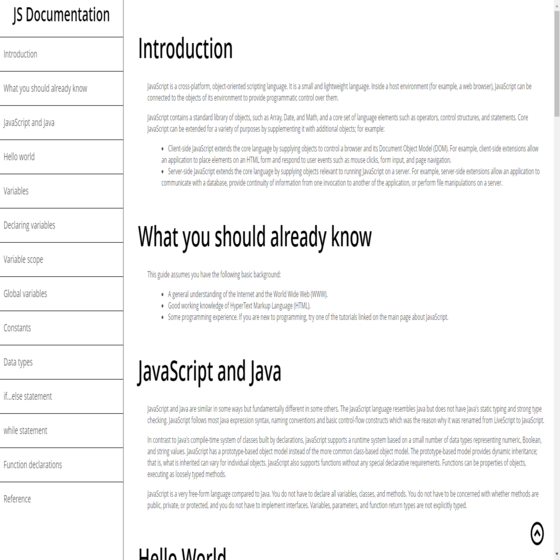 JS Documentation
Introduction
What you should already know
JavaScript and Java
Hello world
Variables
Declaring variables
Variable scope
Global variables
Constants
Data types
if...else statement
while statement
Function declarations
Reference
Introduction
JavaScript is a cross-platform, object-oriented scripting language. It is a small and lightweight language. Inside a host environment (for example, a web browser), JavaScript can be
connected to the objects of its environment to provide programmatic control over them.
JavaScript contains a standard library of objects, such as Array, Date, and Math, and a core set of language elements such as operators, control structures, and statements. Core
JavaScript can be extended for a variety of purposes by supplementing it with additional objects; for example:
• Client-side JavaScript extends the core language by supplying objects to control a browser and its Document Object Model (DOM). For example, client-side extensions allow
an application to place elements on an HTML form and respond to user events such as mouse clicks, form input, and page navigation.
• Server-side JavaScript extends the core language by supplying objects relevant to running JavaScript on a server. For example, server-side extensions allow an application to
communicate with a database, provide continuity of information from one invocation to another of the application, or perform file manipulations on a server.
What you should already know
This guide assumes you have the following basic background:
• A general understanding of the Internet and the World Wide Web (WWW).
• Good working knowledge of HyperText Markup Language (HTML).
• Some programming experience. If you are new to programming, try one of the tutorials linked on the main page about JavaScript.
JavaScript and Java
JavaScript and Java are similar in some ways but fundamentally different in some others. The JavaScript language resembles Java but does not have Java's static typing and strong type
checking. JavaScript follows most Java expression syntax, naming conventions and basic control-flow constructs which was the reason why it was renamed from LiveScript to JavaScript.
In contrast to Java's compile-time system of classes built by declarations, JavaScript supports a runtime system based on a small number of data types representing numeric, Boolean,
and string values. JavaScript has a prototype-based object model instead of the more common class-based object model. The prototype-based model provides dynamic inheritance;
that is, what is inherited can vary for individual objects. JavaScript also supports functions without any special declarative requirements. Functions can be properties of objects,
executing as loosely typed methods.
JavaScript is a very free-form language compared to Java. You do not have to declare all variables, classes, and methods. You do not have to be concerned with whether methods are
public, private, or protected, and you do not have to implement interfaces. Variables, parameters, and function return types are not explicitly typed.
Hello World